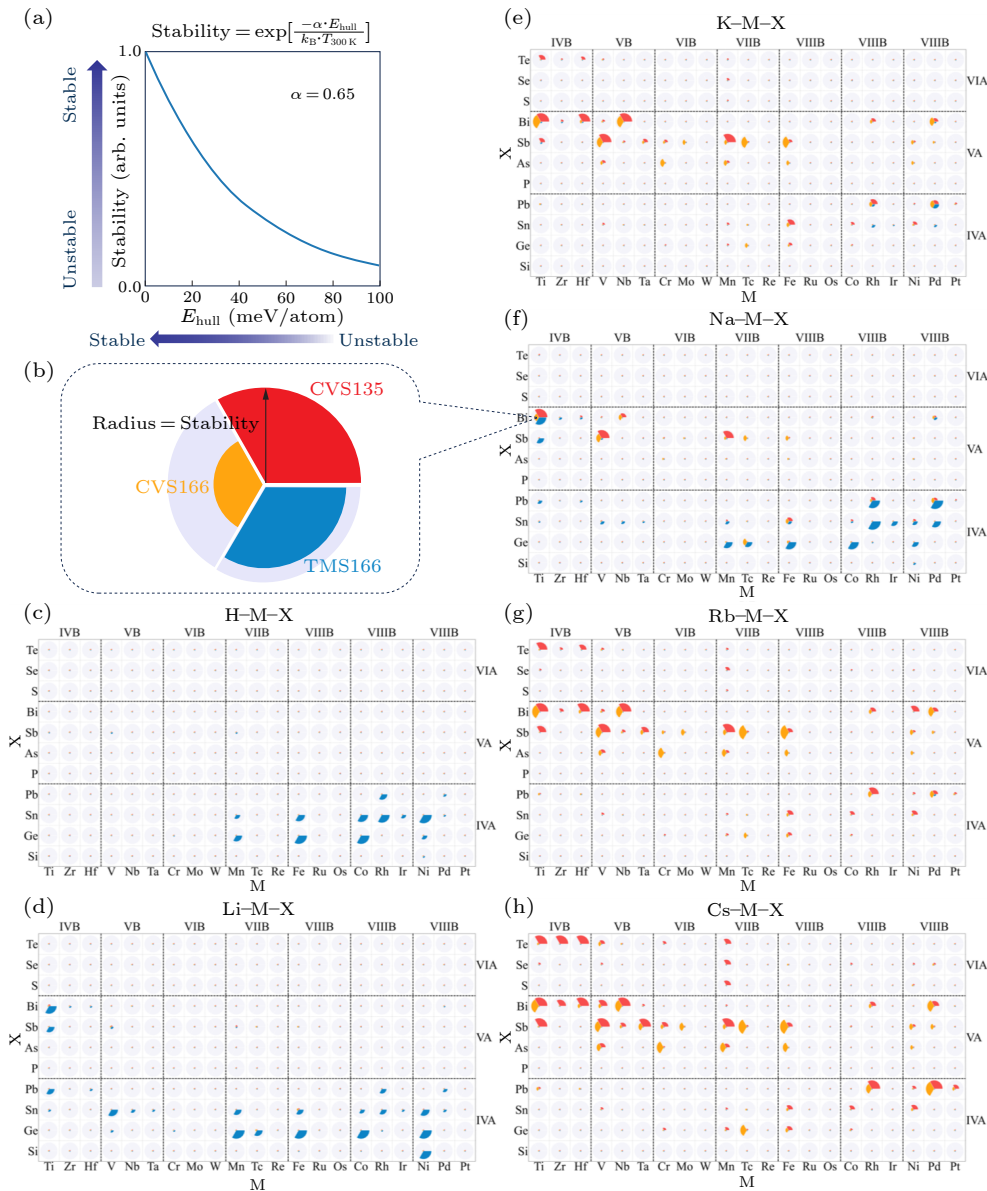 (a)
Stability = exp[−α·E_hull / k_B·T_300 K]
Stable
Unstable
Stability (arb. units)
1.0
0.0
α = 0.65
0 20 40 60 80 100
E_hull (meV/atom)
Stable Unstable
(b)
CVS135
Radius = Stability
CVS166
TMS166
(c)
H–M–X
IVB VB VIB VIIB VIIIB VIIIB VIIIB
Te
Se VIA
S
Bi
X Sb VA
As
P
Pb
Sn IVA
Ge
Si
Ti Zr Hf V Nb Ta Cr Mo W Mn Tc Re Fe Ru Os Co Rh Ir Ni Pd Pt
M
(d)
Li–M–X
IVB VB VIB VIIB VIIIB VIIIB VIIIB
Te
Se VIA
S
Bi
X Sb VA
As
P
Pb
Sn IVA
Ge
Si
Ti Zr Hf V Nb Ta Cr Mo W Mn Tc Re Fe Ru Os Co Rh Ir Ni Pd Pt
M
(e)
K–M–X
IVB VB VIB VIIB VIIIB VIIIB VIIIB
Te
Se VIA
S
Bi
X Sb VA
As
P
Pb
Sn IVA
Ge
Si
Ti Zr Hf V Nb Ta Cr Mo W Mn Tc Re Fe Ru Os Co Rh Ir Ni Pd Pt
M
(f)
Na–M–X
IVB VB VIB VIIB VIIIB VIIIB VIIIB
Te
Se VIA
S
Bi
X Sb VA
As
P
Pb
Sn IVA
Ge
Si
Ti Zr Hf V Nb Ta Cr Mo W Mn Tc Re Fe Ru Os Co Rh Ir Ni Pd Pt
M
(g)
Rb–M–X
IVB VB VIB VIIB VIIIB VIIIB VIIIB
Te
Se VIA
S
Bi
X Sb VA
As
P
Pb
Sn IVA
Ge
Si
Ti Zr Hf V Nb Ta Cr Mo W Mn Tc Re Fe Ru Os Co Rh Ir Ni Pd Pt
M
(h)
Cs–M–X
IVB VB VIB VIIB VIIIB VIIIB VIIIB
Te
Se VIA
S
Bi
X Sb VA
As
P
Pb
Sn IVA
Ge
Si
Ti Zr Hf V Nb Ta Cr Mo W Mn Tc Re Fe Ru Os Co Rh Ir Ni Pd Pt
M